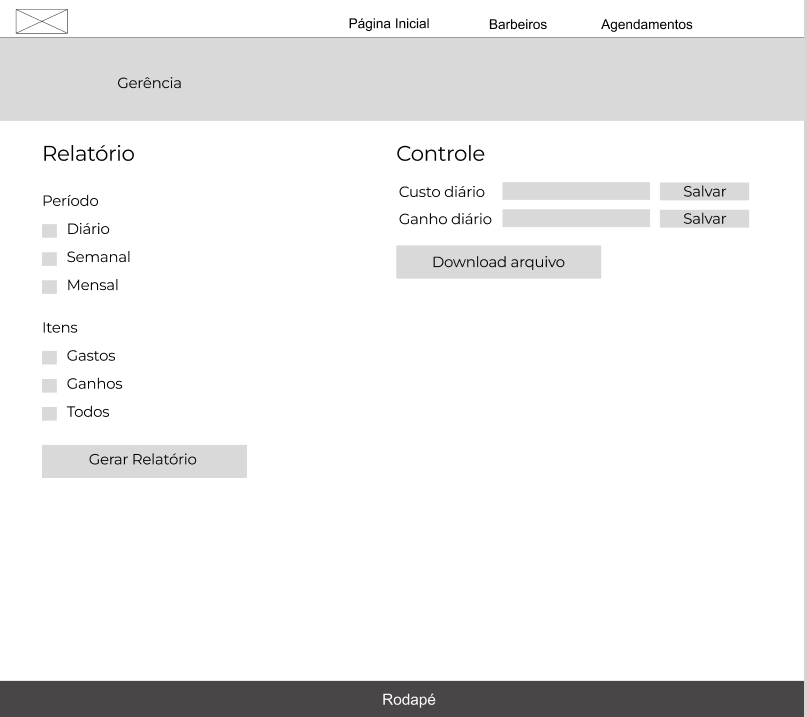 Página Inicial
Barbeiros
Agendamentos
Gerência
Relatório
Período
Diário
Semanal
Mensal
Itens
Gastos
Ganhos
Todos
Gerar Relatório
Controle
Custo diário
Salvar
Ganho diário
Salvar
Download arquivo
Rodapé